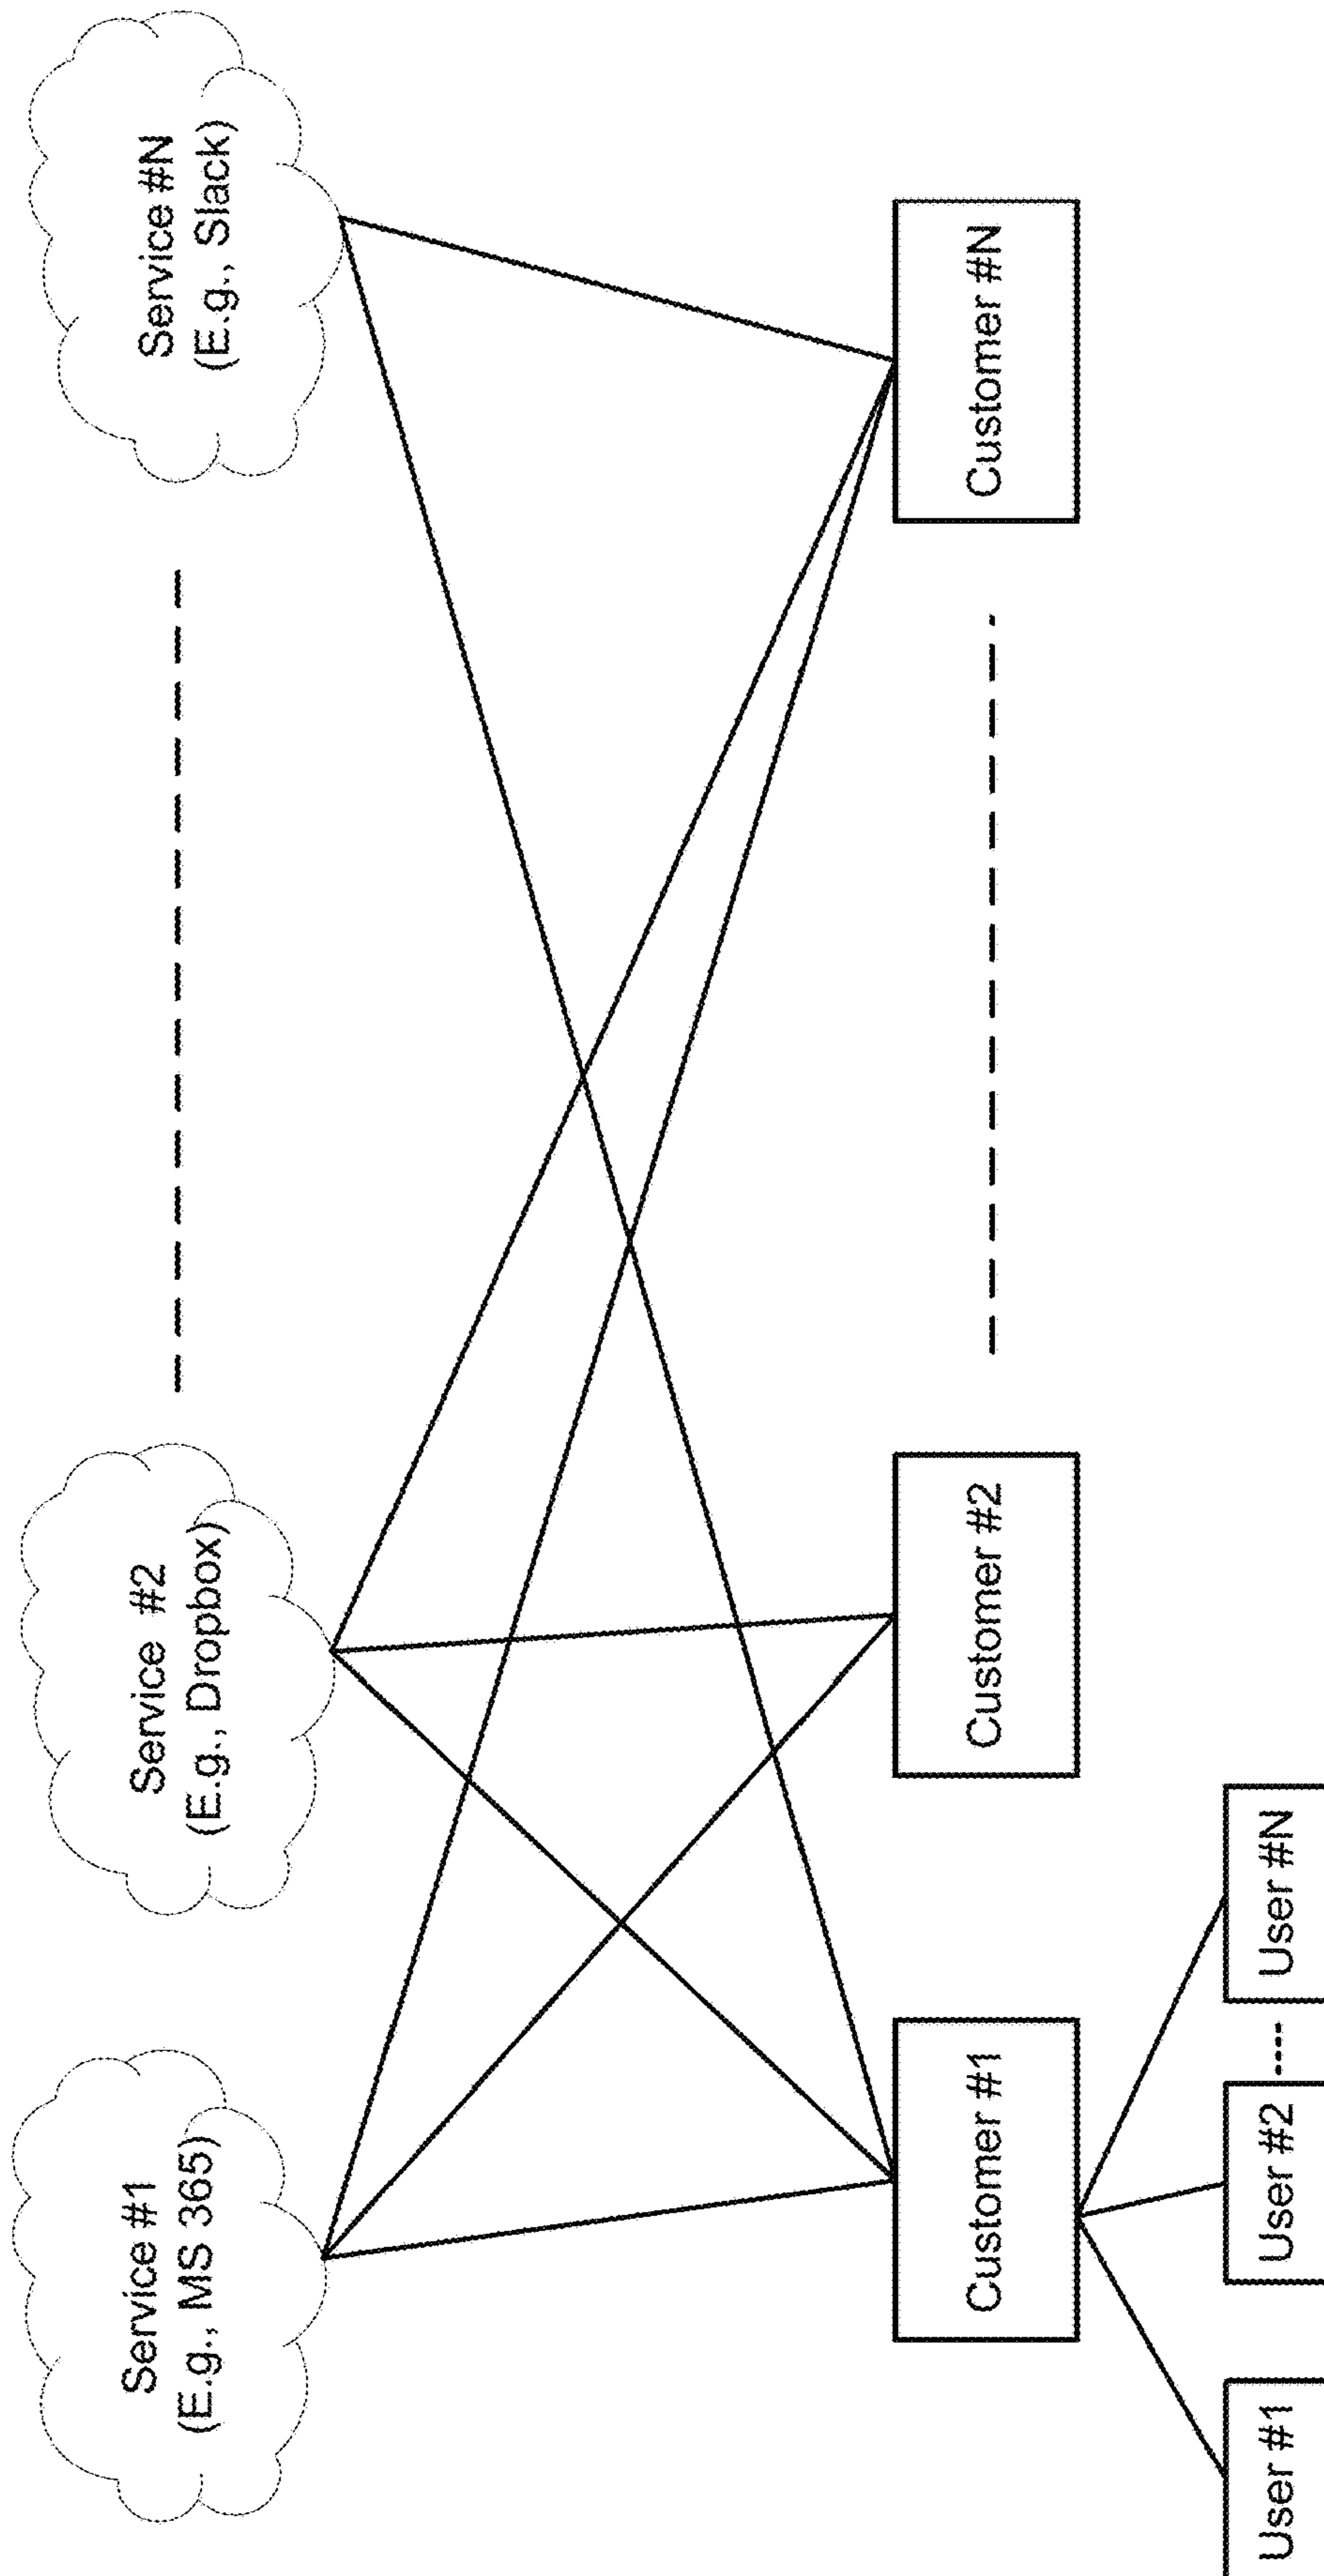 Service #1
(E.g., MS 365)
Service #2
(E.g., Dropbox)
Service #N
(E.g., Slack)
Customer #1
Customer #2
Customer #N
User #1
User #2
User #N